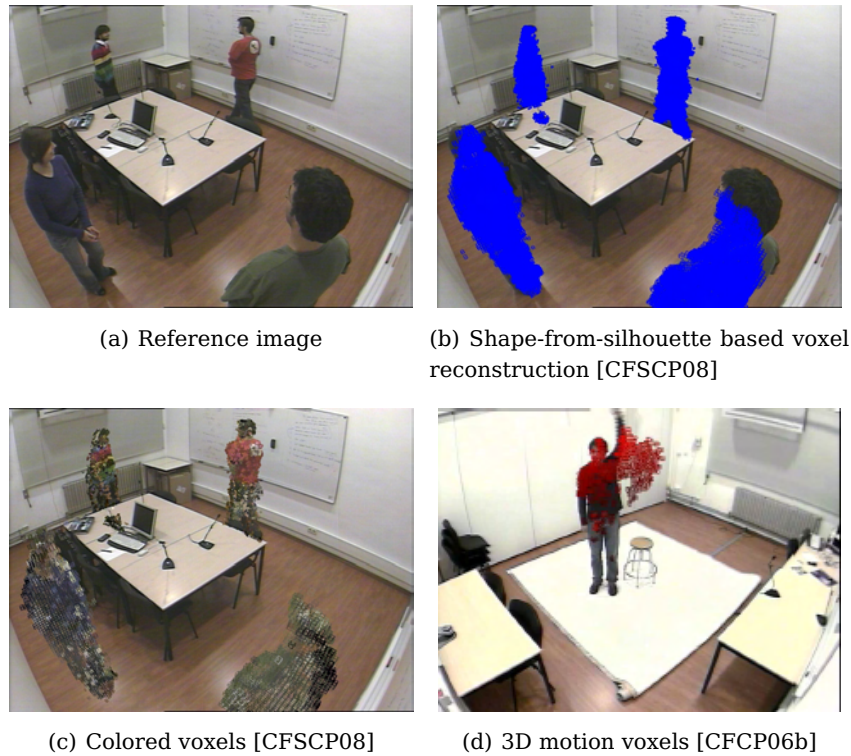 (a) Reference image
(b) Shape-from-silhouette based voxel
reconstruction [CFSCP08]
(c) Colored voxels [CFSCP08]
(d) 3D motion voxels [CFCP06b]